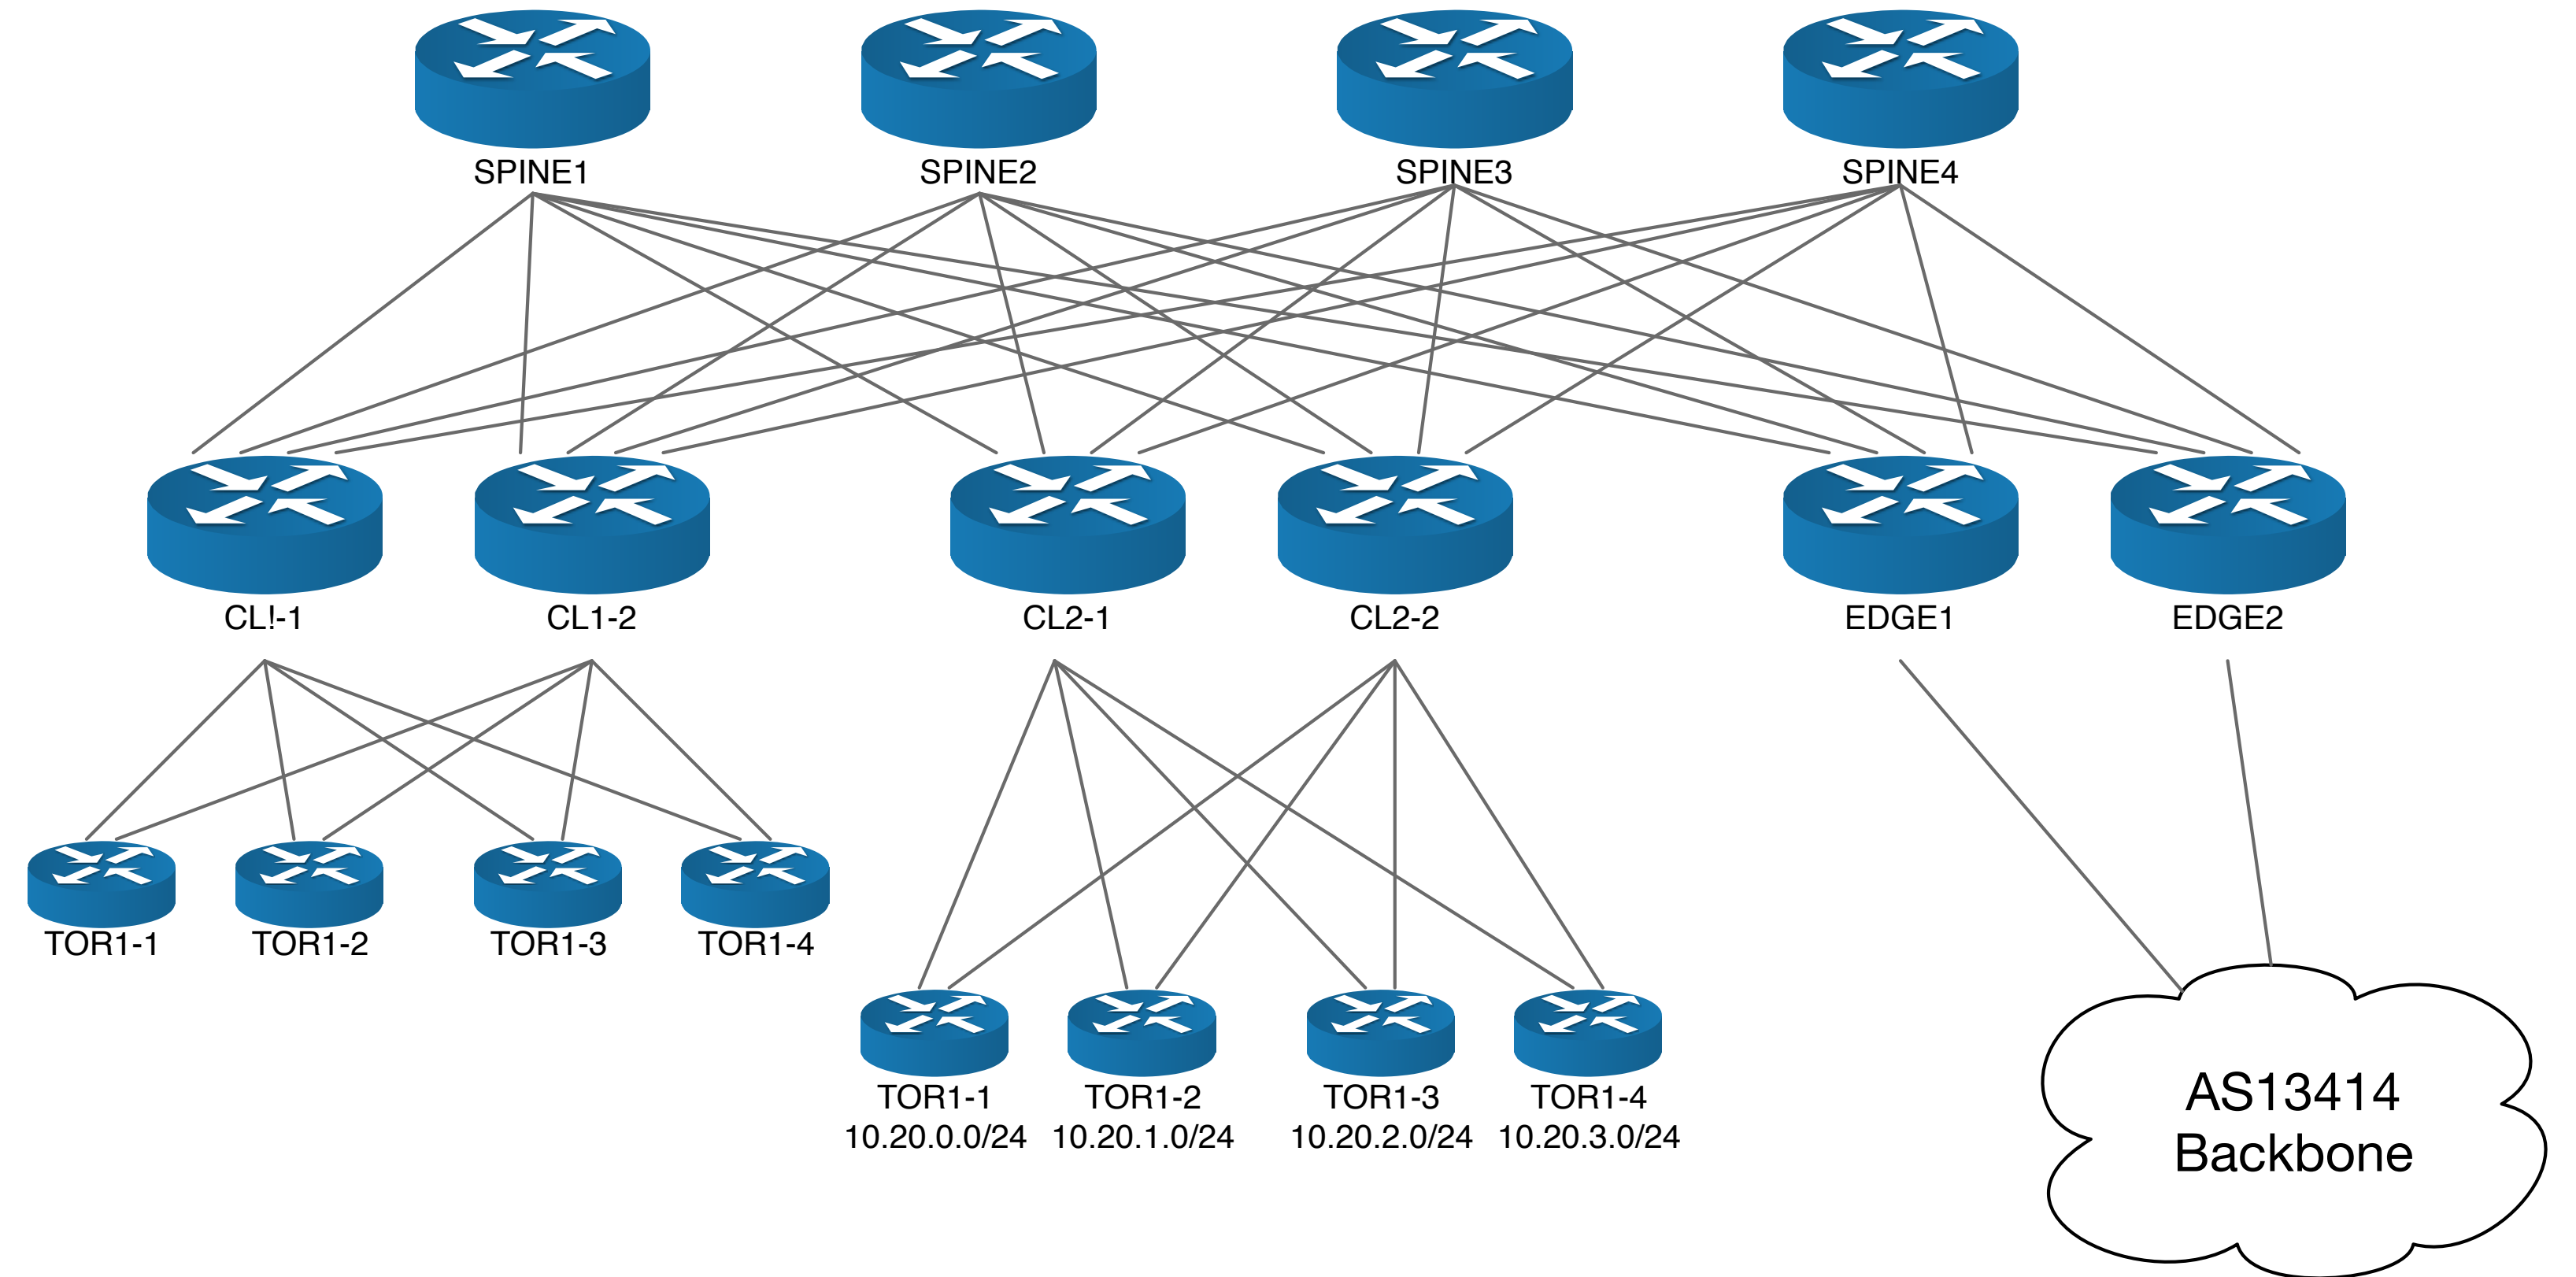 SPINE1
SPINE2
SPINE3
SPINE4
CL!-1
CL1-2
CL2-1
CL2-2
EDGE1
EDGE2
TOR1-1
TOR1-2
TOR1-3
TOR1-4
TOR1-1
10.20.0.0/24
TOR1-2
10.20.1.0/24
TOR1-3
10.20.2.0/24
TOR1-4
10.20.3.0/24
AS13414
Backbone